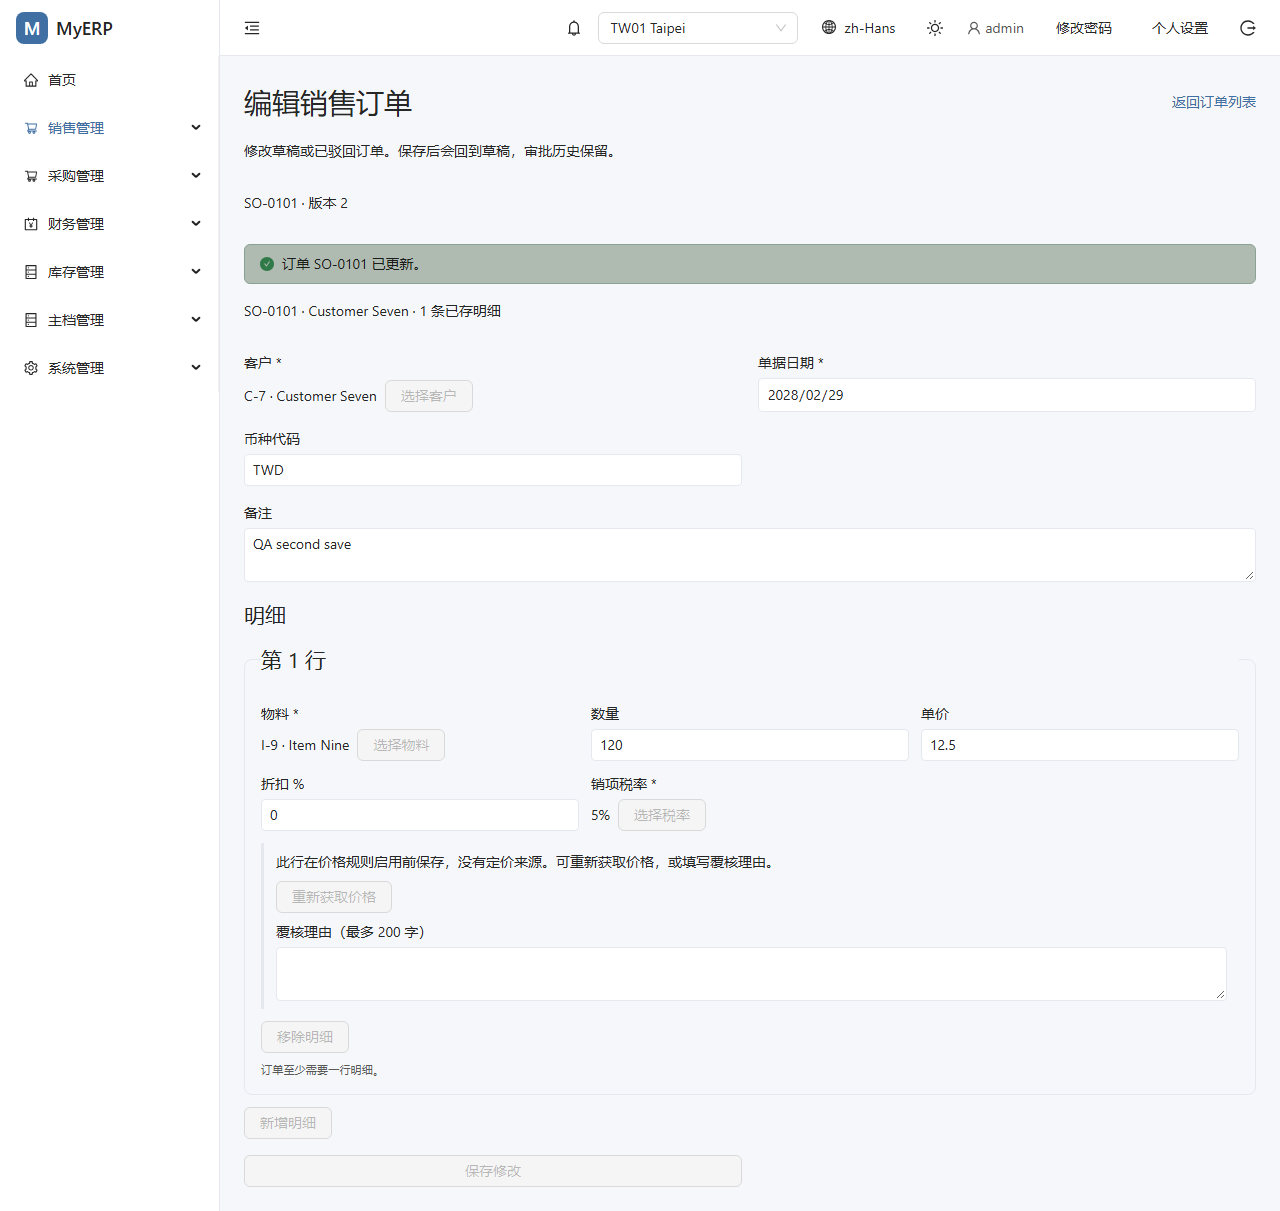 M MyERP
TW01 Taipei
zh-Hans
admin
修改密码
个人设置
首页
销售管理
采购管理
财务管理
库存管理
主档管理
系统管理
编辑销售订单
返回订单列表
修改草稿或已驳回订单。保存后会回到草稿，审批历史保留。
SO-0101 · 版本 2
订单 SO-0101 已更新。
SO-0101 · Customer Seven · 1 条已存明细
客户 *
单据日期 *
C-7 · Customer Seven 选择客户
2028/02/29
币种代码
TWD
备注
QA second save
明细
第 1 行
物料 *
数量
单价
I-9 · Item Nine 选择物料
120
12.5
折扣 %
销项税率 *
0
5% 选择税率
此行在价格规则启用前保存，没有定价来源。可重新获取价格，或填写覆核理由。
重新获取价格
覆核理由（最多 200 字）
移除明细
订单至少需要一行明细。
新增明细
保存修改